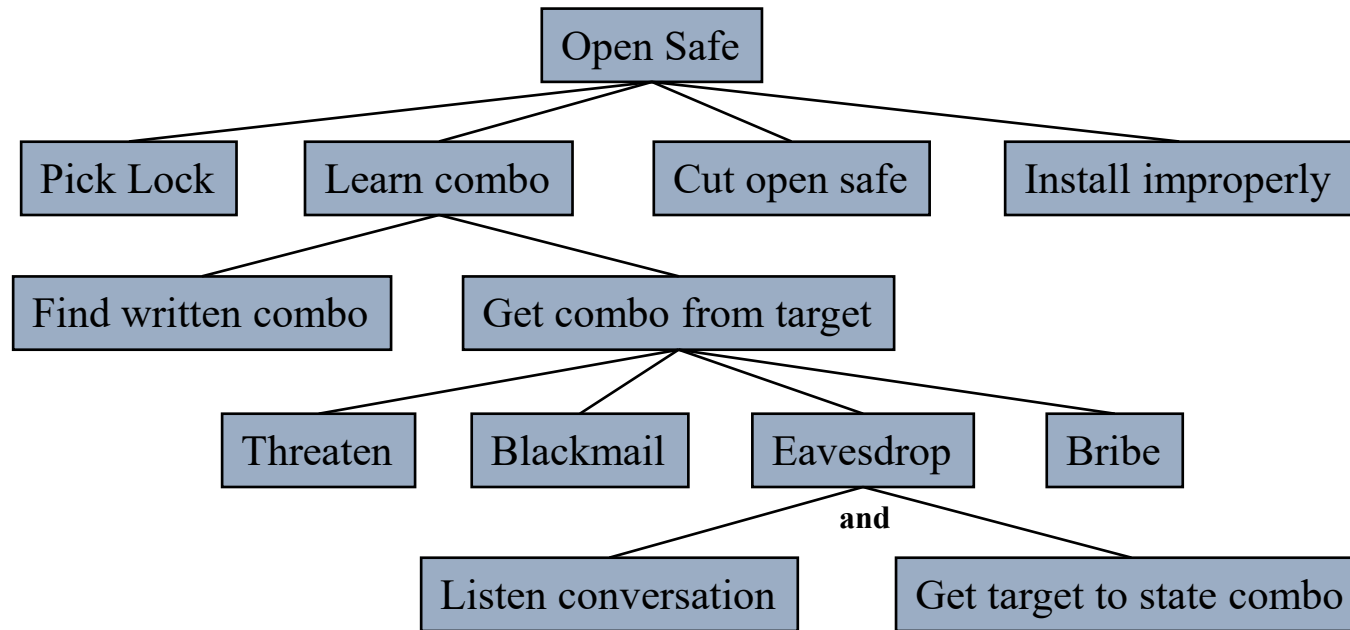 Open Safe
Pick Lock
Learn combo
Cut open safe
Install improperly
Find written combo
Get combo from target
Threaten
Blackmail
Eavesdrop
Bribe
and
Listen conversation
Get target to state combo